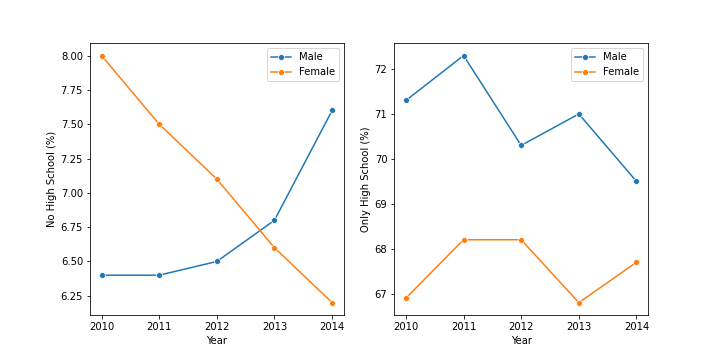 Male
Female
8.00
7.75
7.50
7.25
7.00
6.75
6.50
6.25
No High School (%)
2010 2011 2012 2013 2014
Year
Male
Female
72
71
70
69
68
67
Only High School (%)
2010 2011 2012 2013 2014
Year